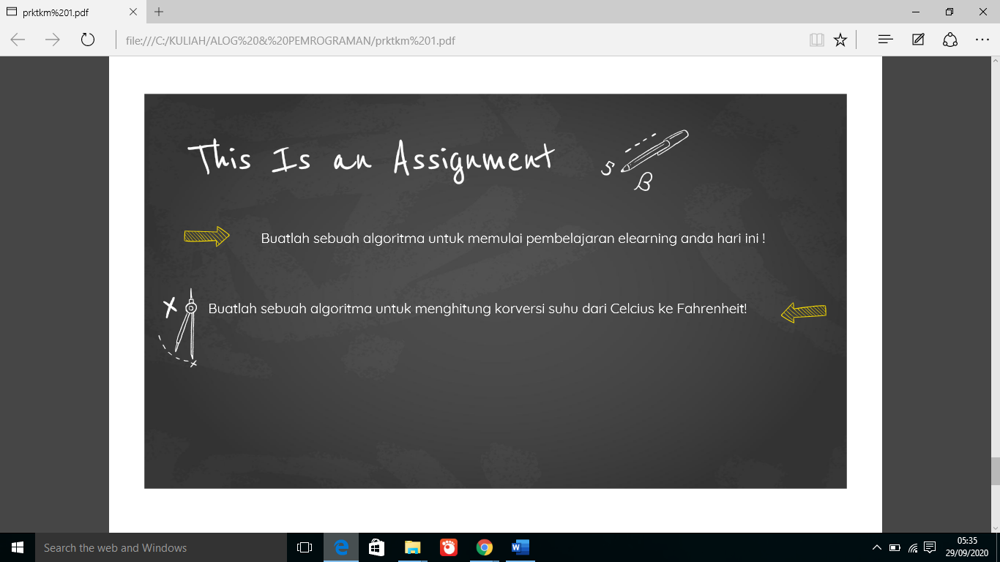 prktkm%201.pdf
file:///C:/KULIAH/ALOG%20&%20PEMROGRAMAN/prktkm%201.pdf
This Is an Assignment
5
β
Buatlah sebuah algoritma untuk memulai pembelajaran elearning anda hari ini !
X
Buatlah sebuah algoritma untuk menghitung korversi suhu dari Celcius ke Fahrenheit!
x
Search the web and Windows
05:35
29/09/2020